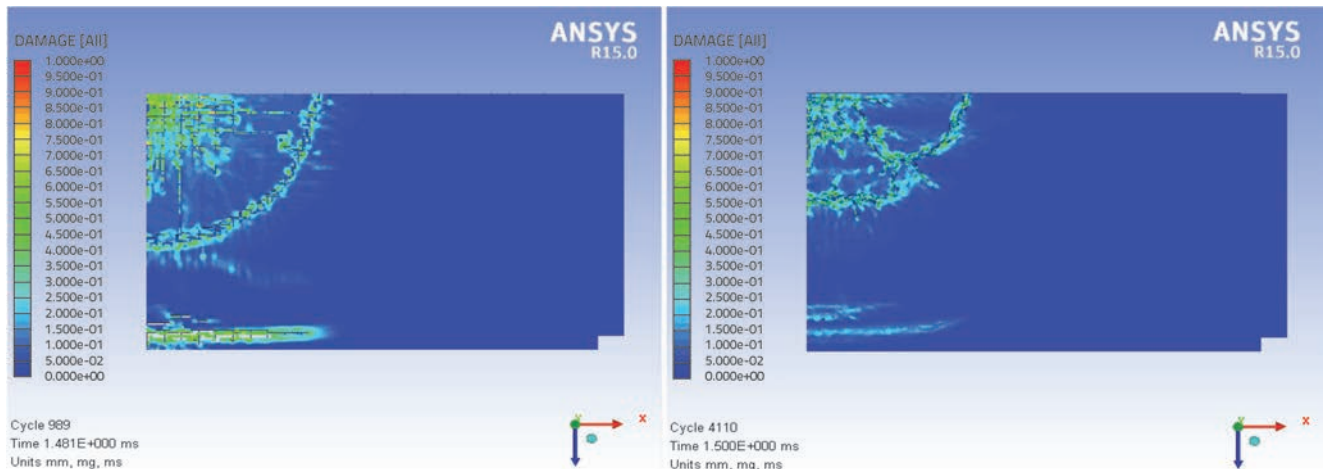 ANSYS
R15.0
DAMAGE [All]
1.000e+00
9.500e-01
9.000e-01
8.500e-01
8.000e-01
7.500e-01
7.000e-01
6.500e-01
6.000e-01
5.500e-01
5.000e-01
4.500e-01
4.000e-01
3.500e-01
3.000e-01
2.500e-01
2.000e-01
1.500e-01
1.000e-01
5.000e-02
0.000e+00
Cycle 989
Time 1.481E+000 ms
Units mm, mg, ms
Y
X
ANSYS
R15.0
DAMAGE [All]
1.000e+00
9.500e-01
9.000e-01
8.500e-01
8.000e-01
7.500e-01
7.000e-01
6.500e-01
6.000e-01
5.500e-01
5.000e-01
4.500e-01
4.000e-01
3.500e-01
3.000e-01
2.500e-01
2.000e-01
1.500e-01
1.000e-01
5.000e-02
0.000e+00
Cycle 4110
Time 1.500E+000 ms
Units mm, mg, ms
Y
X